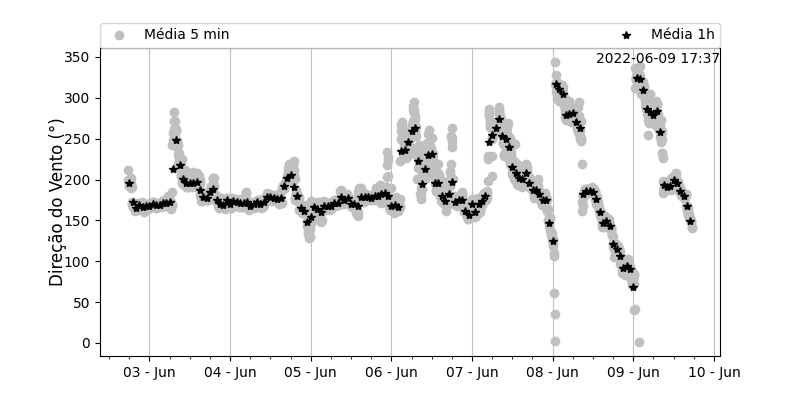 Média 5 min
Média 1h
2022-06-09 17:37
Direção do Vento (°)
350
300
250
200
150
100
50
0
03 - Jun
04 - Jun
05 - Jun
06 - Jun
07 - Jun
08 - Jun
09 - Jun
10 - Jun